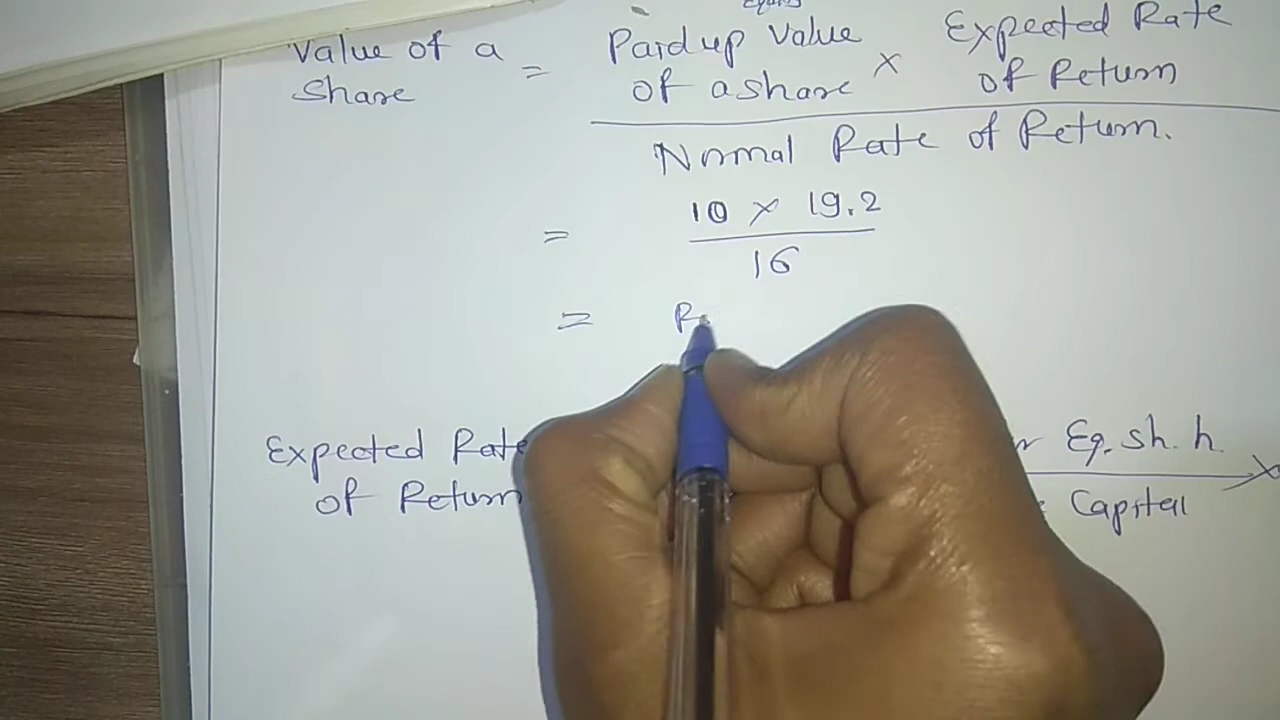 Value of a Share = Paid up Value of a share × Expected Rate of Return
Normal Rate of Return.
= 10 × 19.2
16
= R
Expected Rate of Return
Eq. sh. h. ×
Capital